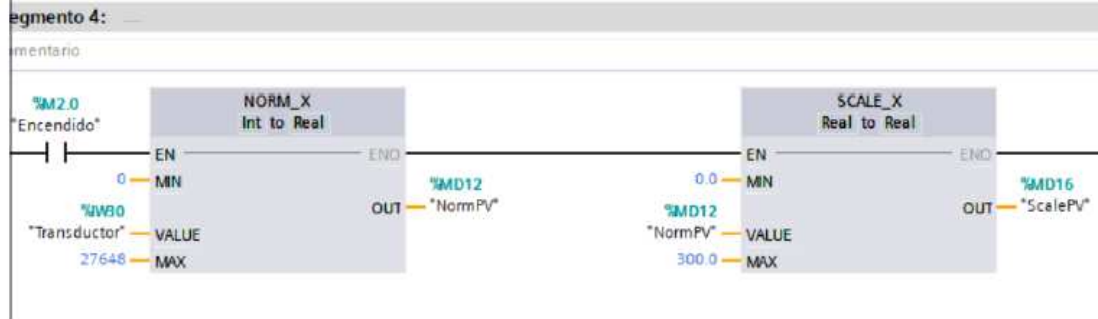 egmento 4:
mentario
%M2.0
"Encendido"
NORM_X
Int to Real
EN
ENO
0
MIN
%MD12
OUT
"NormPV"
%IW30
"Transductor"
VALUE
27648
MAX
SCALE_X
Real to Real
EN
ENO
0.0
MIN
%MD16
OUT
"ScalePV"
%MD12
"NormPV"
VALUE
300.0
MAX